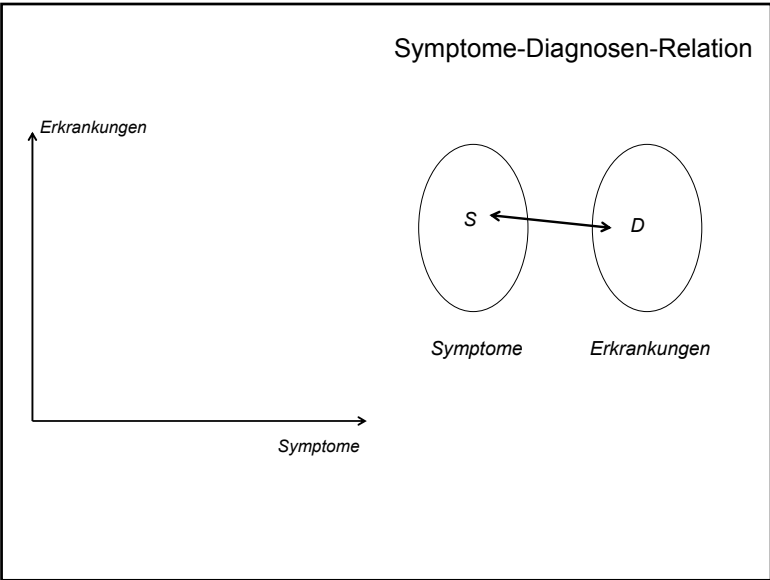 Symptome-Diagnosen-Relation
Erkrankungen
S
D
Symptome
Erkrankungen
Symptome